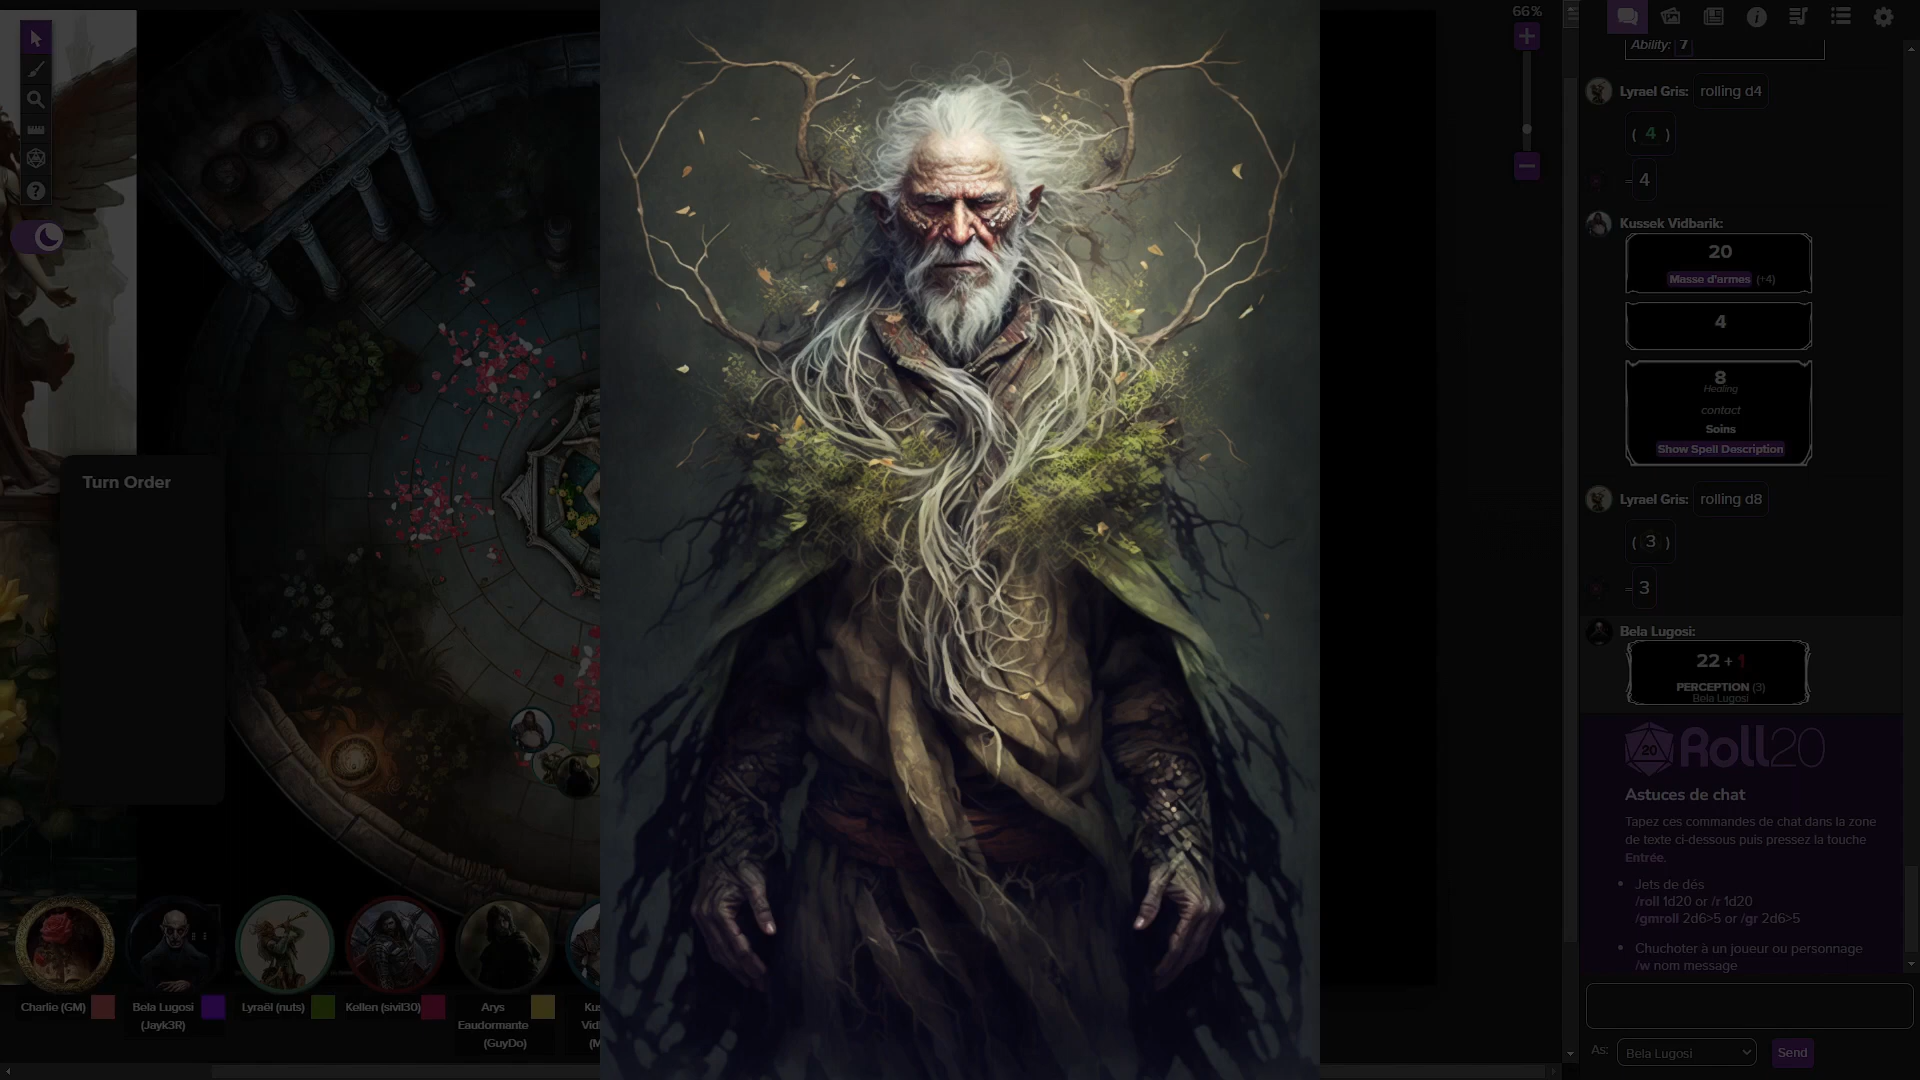 66%
Turn Order
Charlie (GM)
Bela Lugosi
(Jayk3R)
Lyraël (nuts)
Kellen (sivil30)
Arys
Eaudormante
(GuyDo)
Ability: 7
Lyrael Gris: rolling d4
( 4 )
=4
Kussek Vidbarik:
20
Masse d'armes (+4)
4
8
Healing
contact
Soins
Show Spell Description
Lyrael Gris: rolling d8
( 3 )
=3
Bela Lugosi:
22 + 1
PERCEPTION (3)
Bela Lugosi
20 Roll20
Astuces de chat
Tapez ces commandes de chat dans la zone
de texte ci-dessous puis pressez la touche
Entrée.
• Jets de dés
/roll 1d20 or /r 1d20
/gmroll 2d6>5 or /gr 2d6>5
• Chuchoter à un joueur ou personnage
/w nom message
As: Bela Lugosi Send